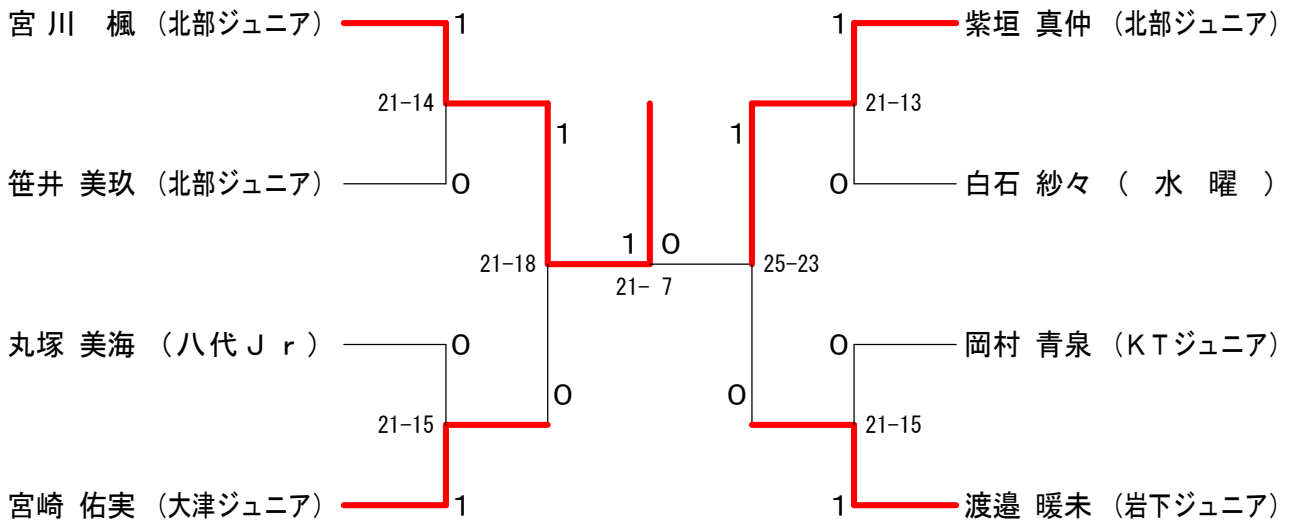 宮川 楓 (北部ジュニア) 1 1 紫垣 真仲 (北部ジュニア)
21-14 21-13
1 1
笹井 美玖 (北部ジュニア) 0 0 白石 紗々 ( 水 曜 )
1 0
21-18 25-23
21- 7
丸塚 美海 (八代Jr) 0 0 岡村 青泉 (KTジュニア)
0 0
21-15 21-15
宮崎 佑実 (大津ジュニア) 1 1 渡邉 暖未 (岩下ジュニア)